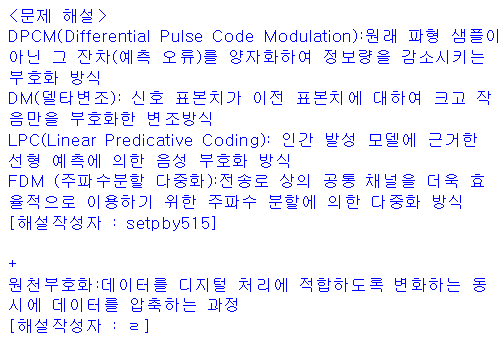 <문제 해설>
DPCM(Differential Pulse Code Modulation):원래 파형 샘플이
아닌 그 잔차(예측 오류)를 양자화하여 정보량을 감소시키는
부호화 방식
DM(델타변조): 신호 표본치가 이전 표본치에 대하여 크고 작
음만을 부호화한 변조방식
LPC(Linear Predicative Coding): 인간 발성 모델에 근거한
선형 예측에 의한 음성 부호화 방식
FDM (주파수분할 다중화):전송로 상의 공통 채널을 더욱 효
율적으로 이용하기 위한 주파수 분할에 의한 다중화 방식
[해설작성자 : setpby515]
+
원천부호화:데이터를 디지털 처리에 적합하도록 변화하는 동
시에 데이터를 압축하는 과정
[해설작성자 : ㄹ]